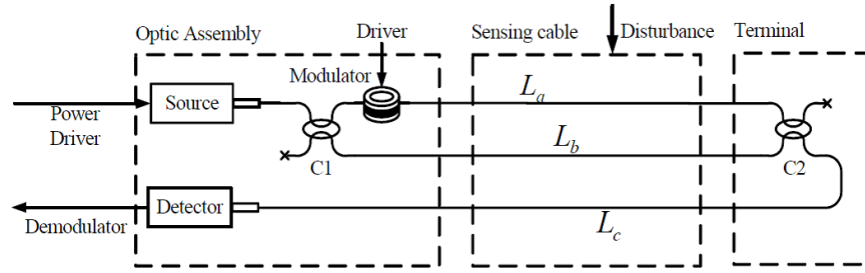 Optic Assembly
Driver
Sensing cable
Disturbance
Terminal
Modulator
Source
Power
Driver
L_a
L_b
C1
C2
Detector
Demodulator
L_c